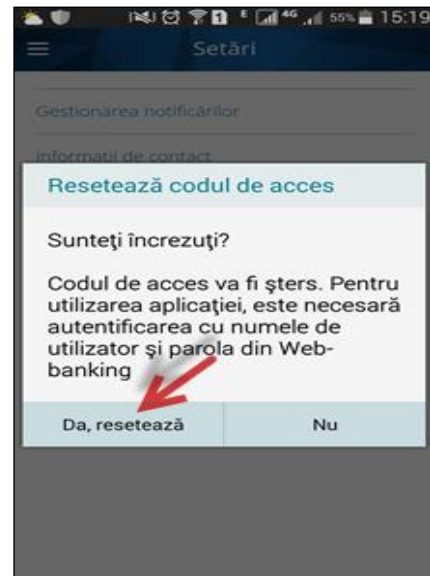 55% 15:19
Setări
Gestionarea notificărilor
Informații de contact
Resetează codul de acces
Sunteţi încrezuţi?
Codul de acces va fi şters. Pentru
utilizarea aplicaţiei, este necesară
autentificarea cu numele de
utilizator şi parola din Web-
banking
Da, resetează
Nu